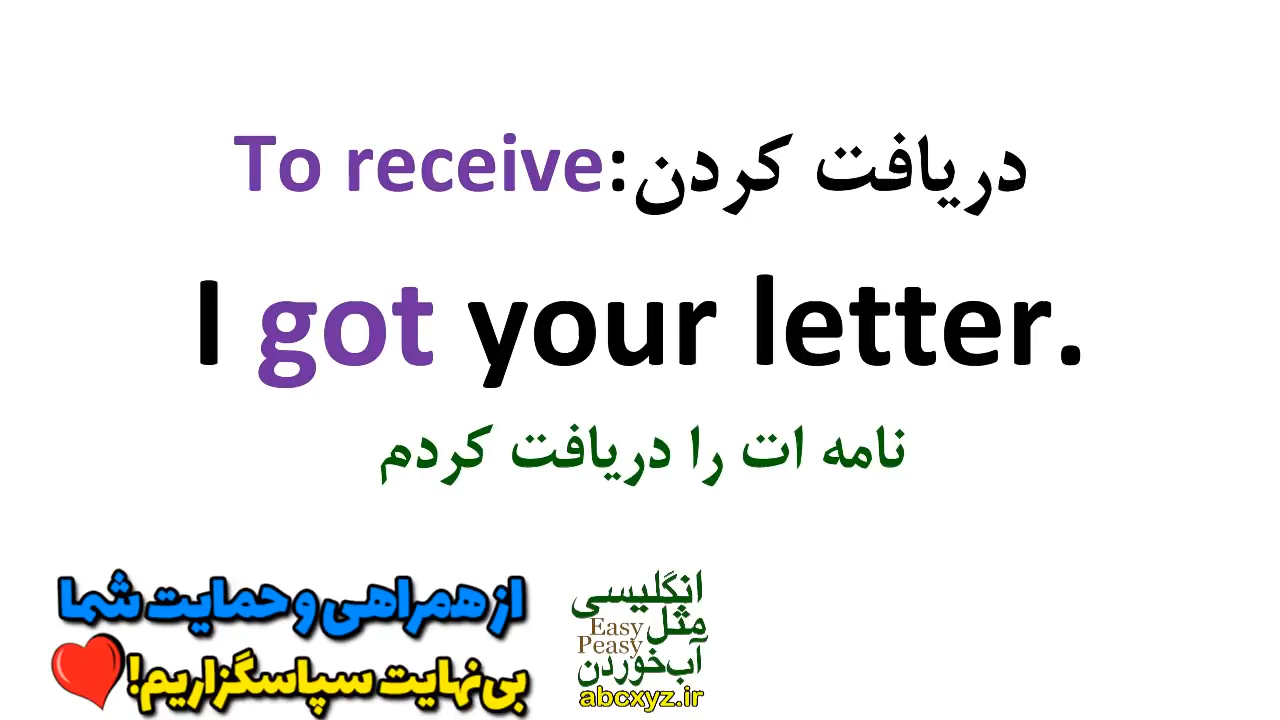 To receive:دریافت کردن
I got your letter.
نامه ات را دریافت کردم
از همراهی و حمایت شما
بی‌نهایت سپاسگزاریم!
انگلیسی
مثل Easy
Peasy
آب‌خوردن
abcxyz.ir